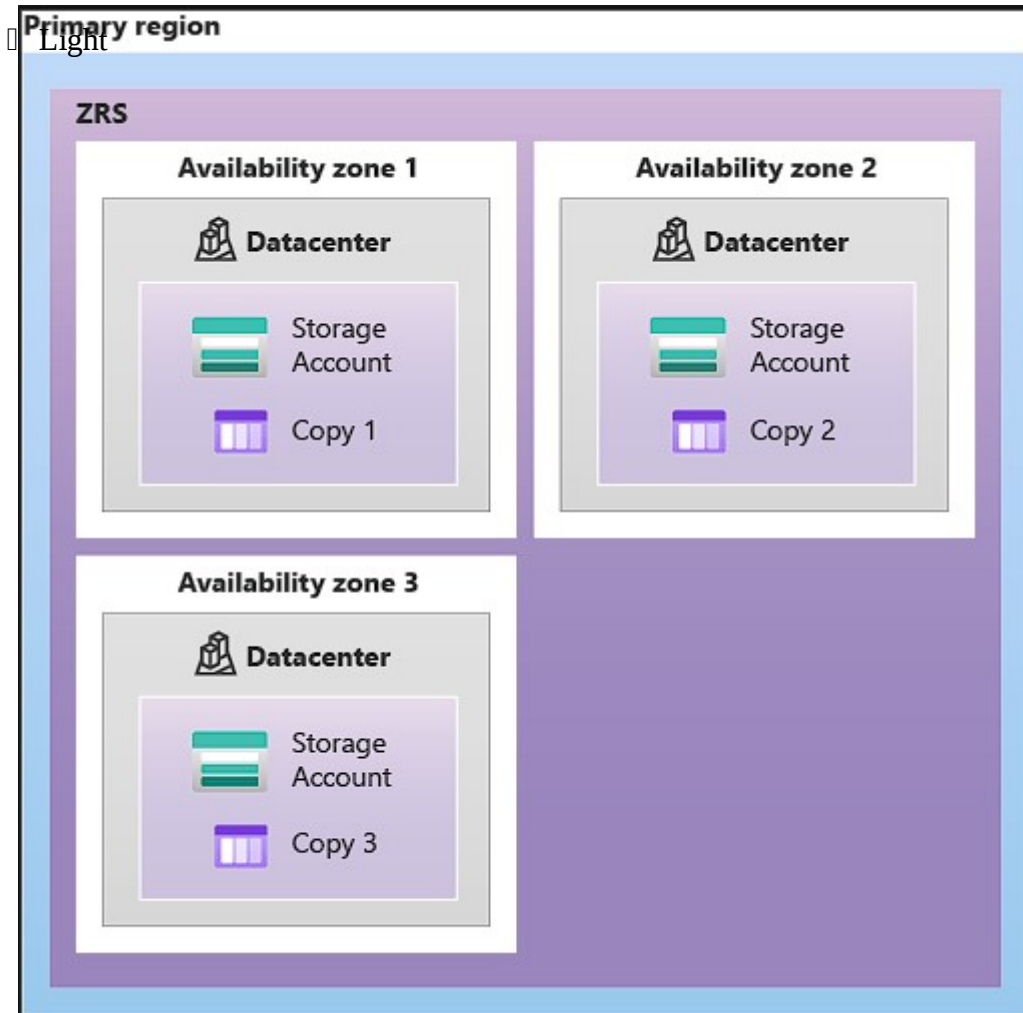 Primary region
Light
ZRS
Availability zone 1
Datacenter
Storage
Account
Copy 1
Availability zone 2
Datacenter
Storage
Account
Copy 2
Availability zone 3
Datacenter
Storage
Account
Copy 3